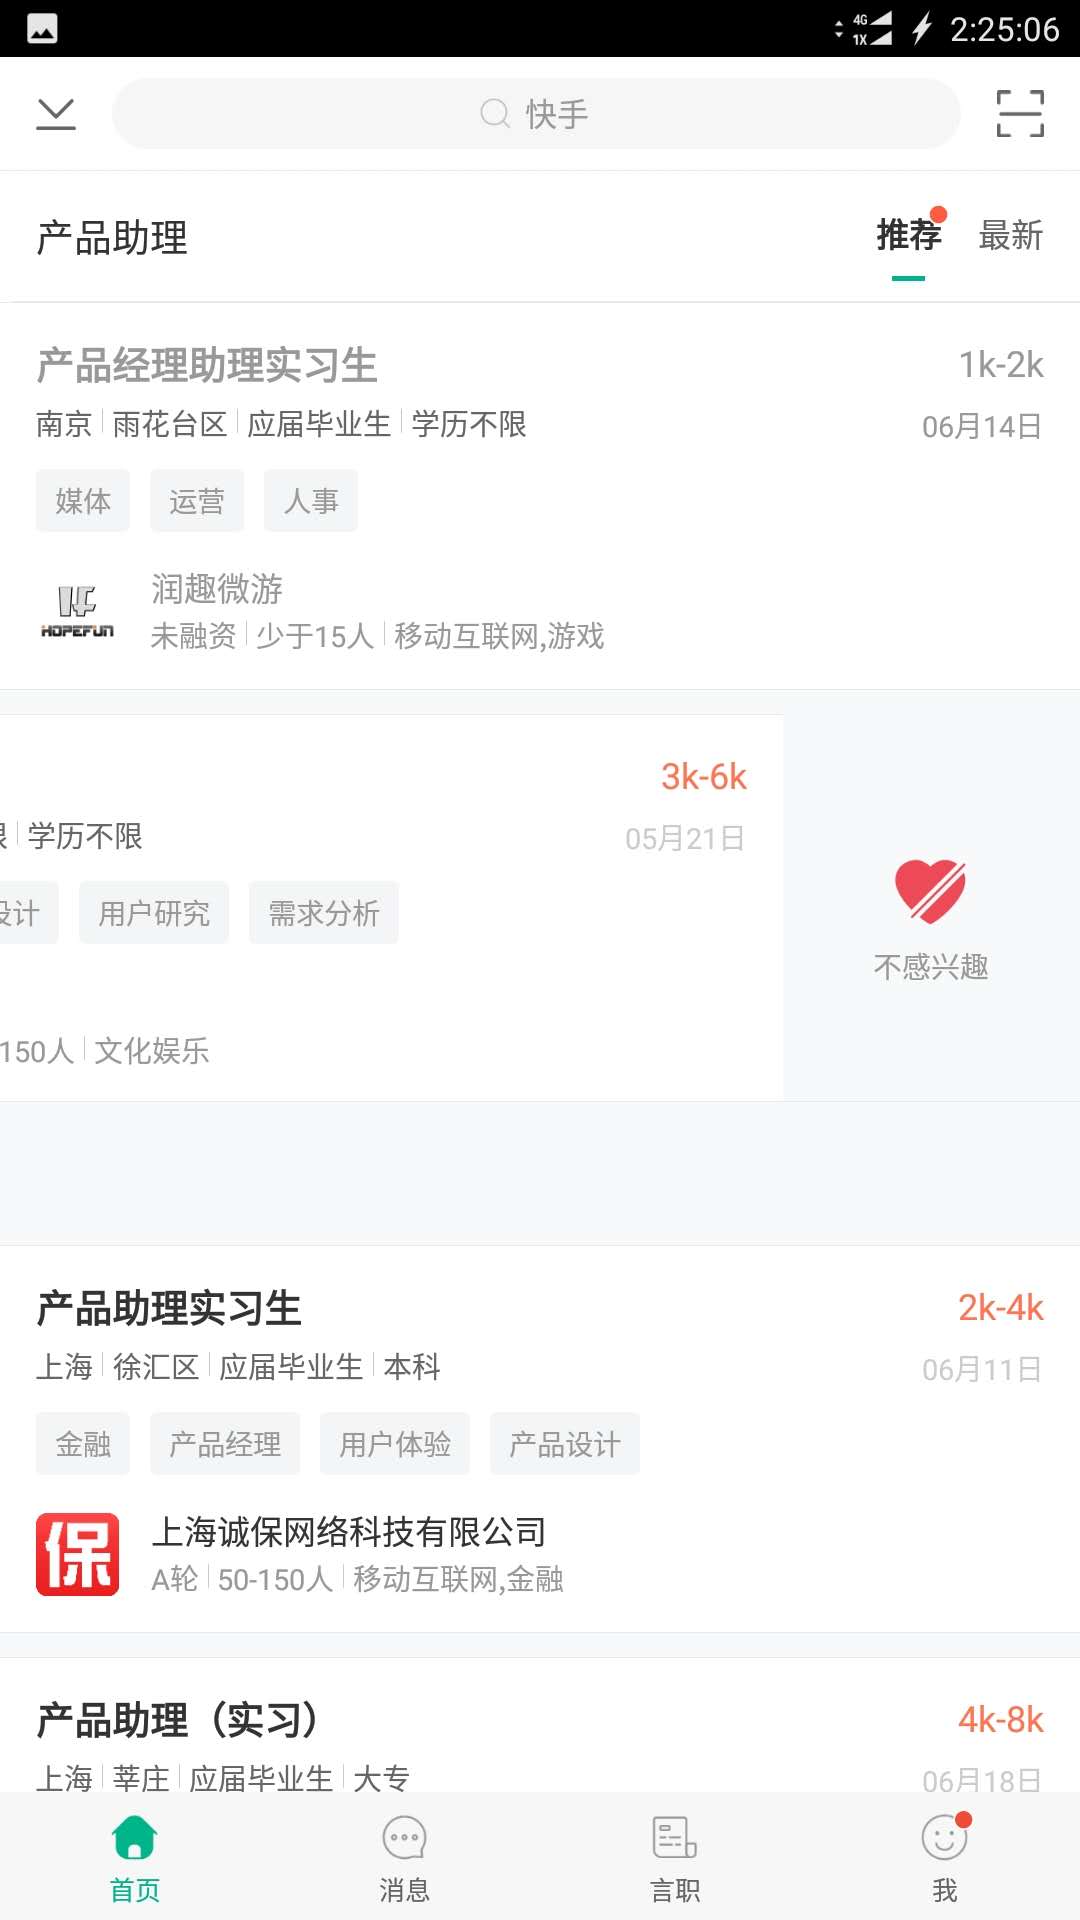 4G
1X
2:25:06
快手
产品助理
推荐 最新
产品经理助理实习生 1k-2k
南京 雨花台区 应届毕业生 学历不限 06月14日
媒体 运营 人事
润趣微游
HOPEFUN
未融资 少于15人 移动互联网,游戏
3k-6k
学历不限 05月21日
设计 用户研究 需求分析
不感兴趣
150人 文化娱乐
产品助理实习生 2k-4k
上海 徐汇区 应届毕业生 本科 06月11日
金融 产品经理 用户体验 产品设计
保
上海诚保网络科技有限公司
A轮 50-150人 移动互联网,金融
产品助理（实习） 4k-8k
上海 莘庄 应届毕业生 大专 06月18日
首页 消息 言职 我